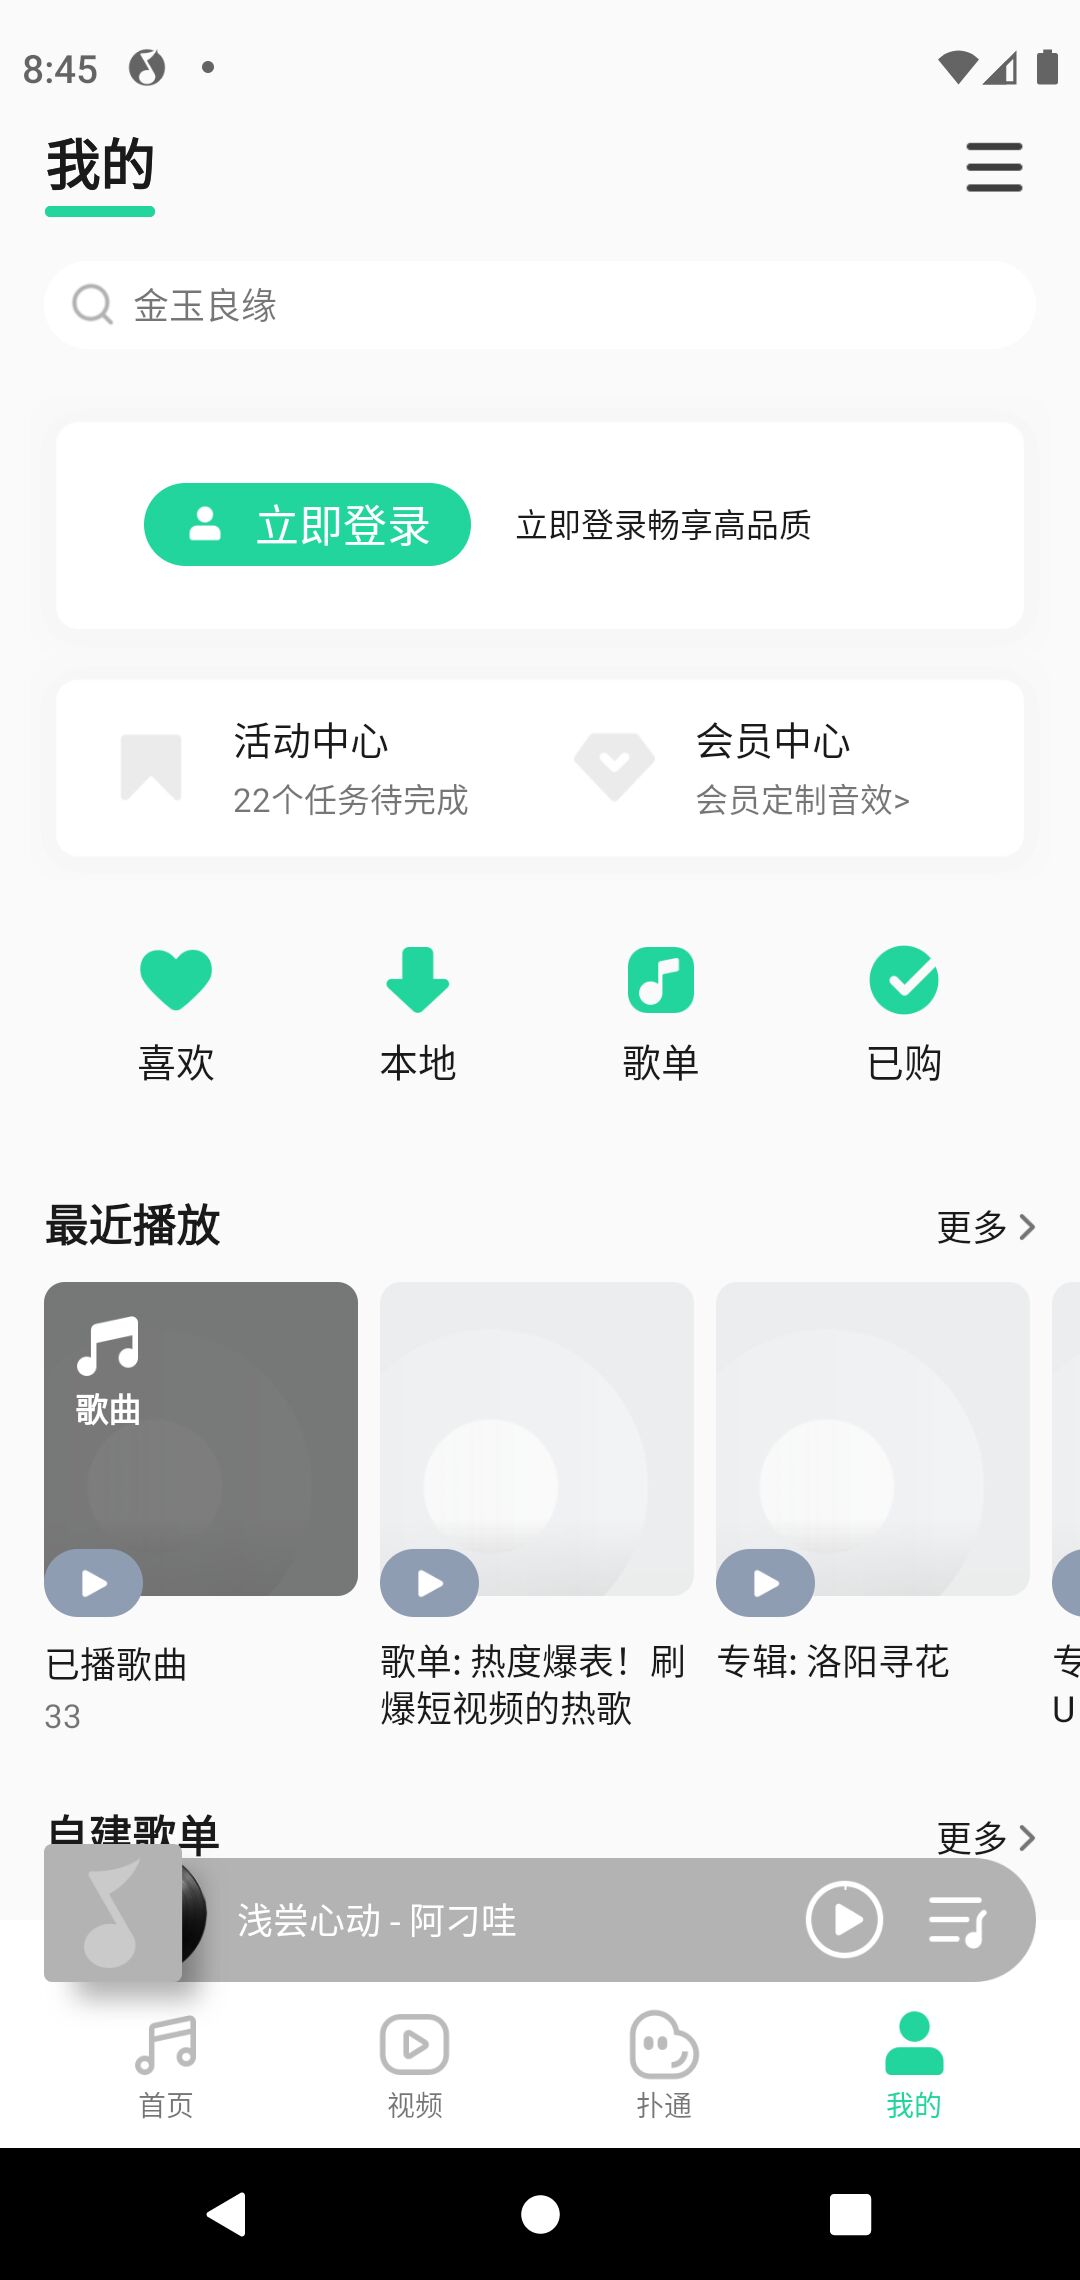 8:45
我的
金玉良缘
立即登录
立即登录畅享高品质
活动中心
会员中心
22个任务待完成
会员定制音效>
喜欢
本地
歌单
已购
最近播放
更多
歌曲
已播歌曲
33
歌单: 热度爆表！刷
爆短视频的热歌
专辑: 洛阳寻花
专
U
自建歌单
更多
浅尝心动 - 阿刁哇
首页
视频
扑通
我的